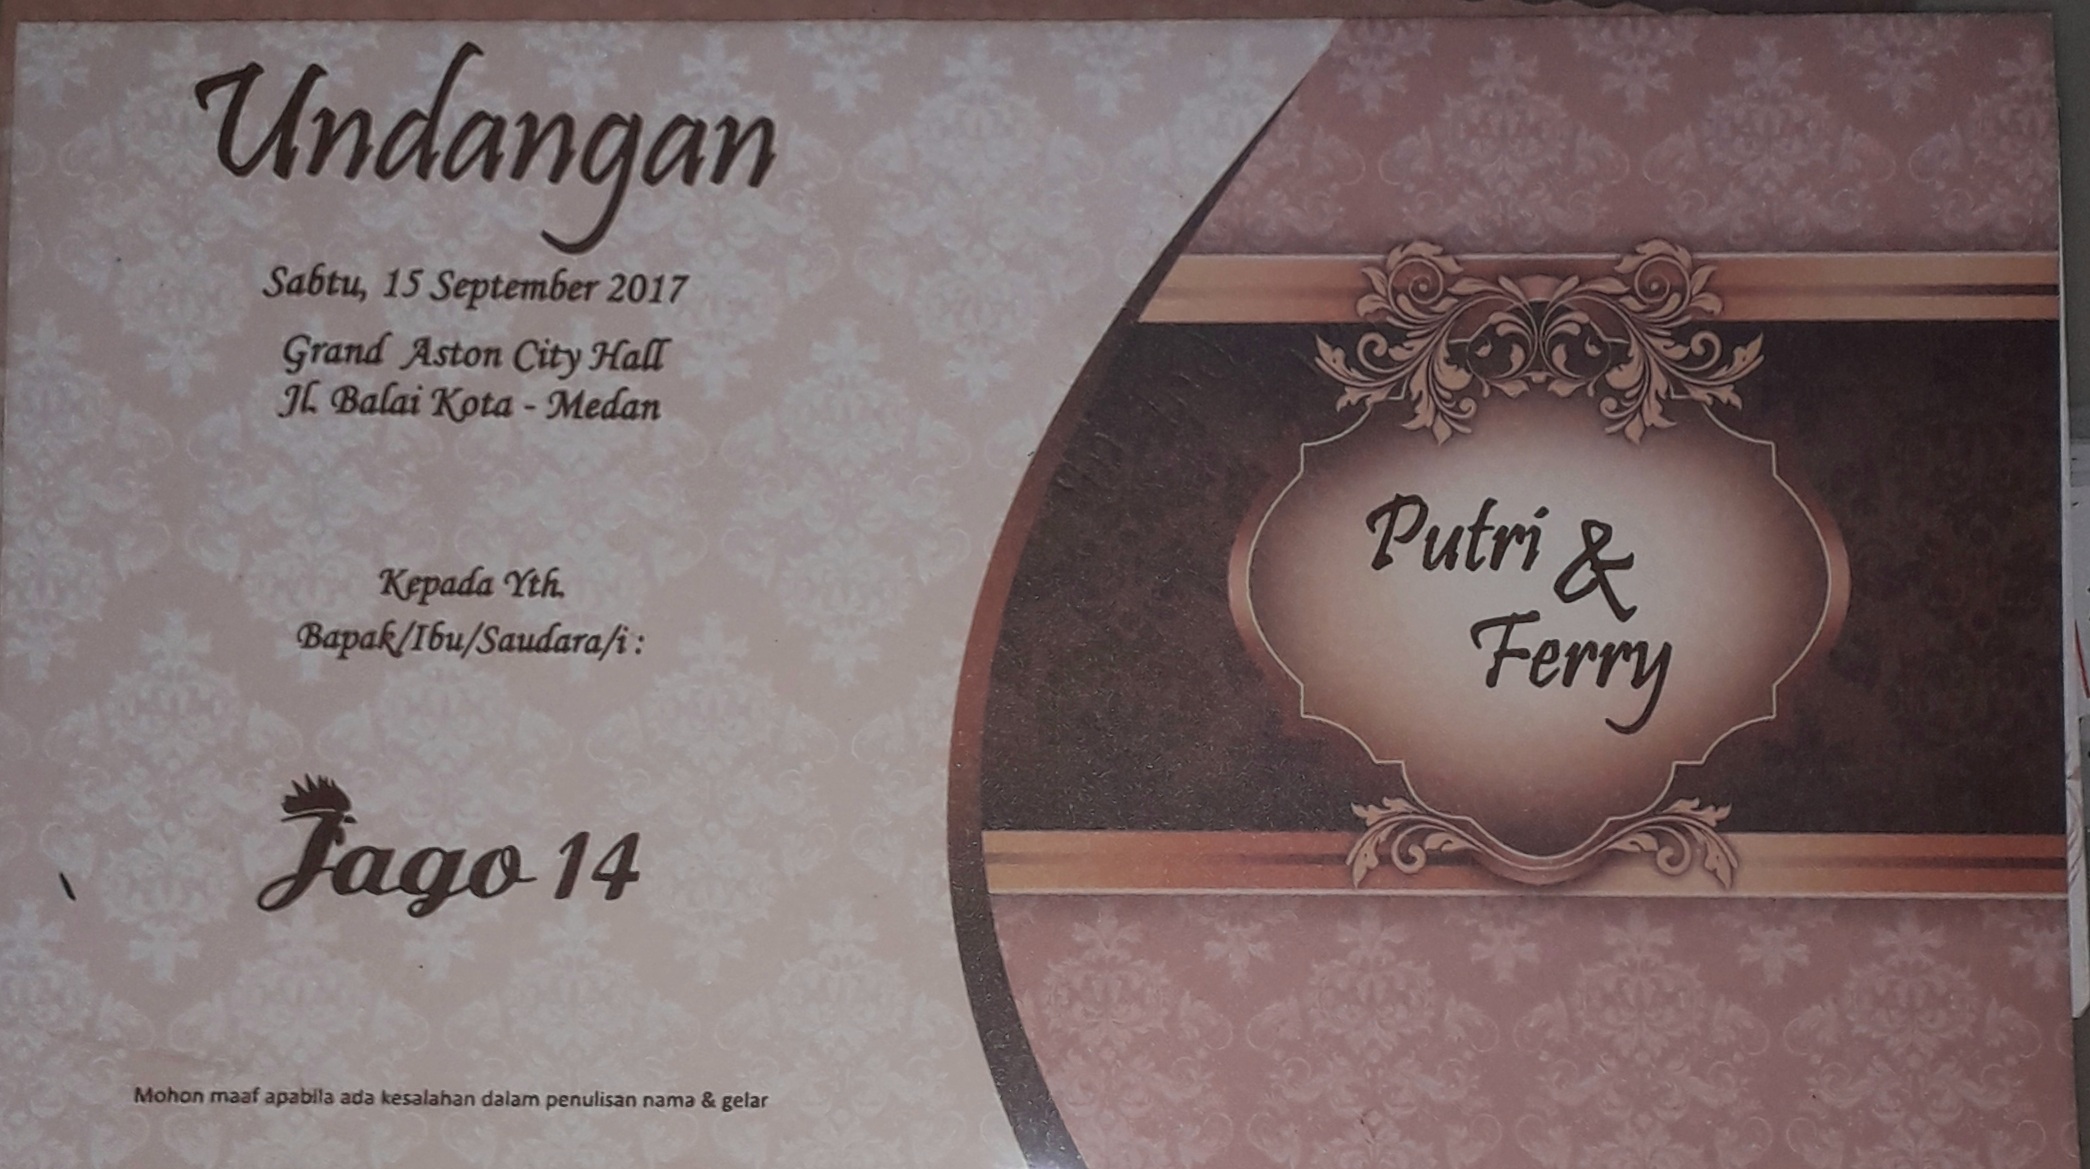 Undangan
Sabtu, 15 September 2017
Grand Aston City Hall
Jl. Balai Kota - Medan
Kepada Yth.
Bapak/Ibu/Saudara/i :
Jago 14
Mohon maaf apabila ada kesalahan dalam penulisan nama & gelar
Putri &
Ferry